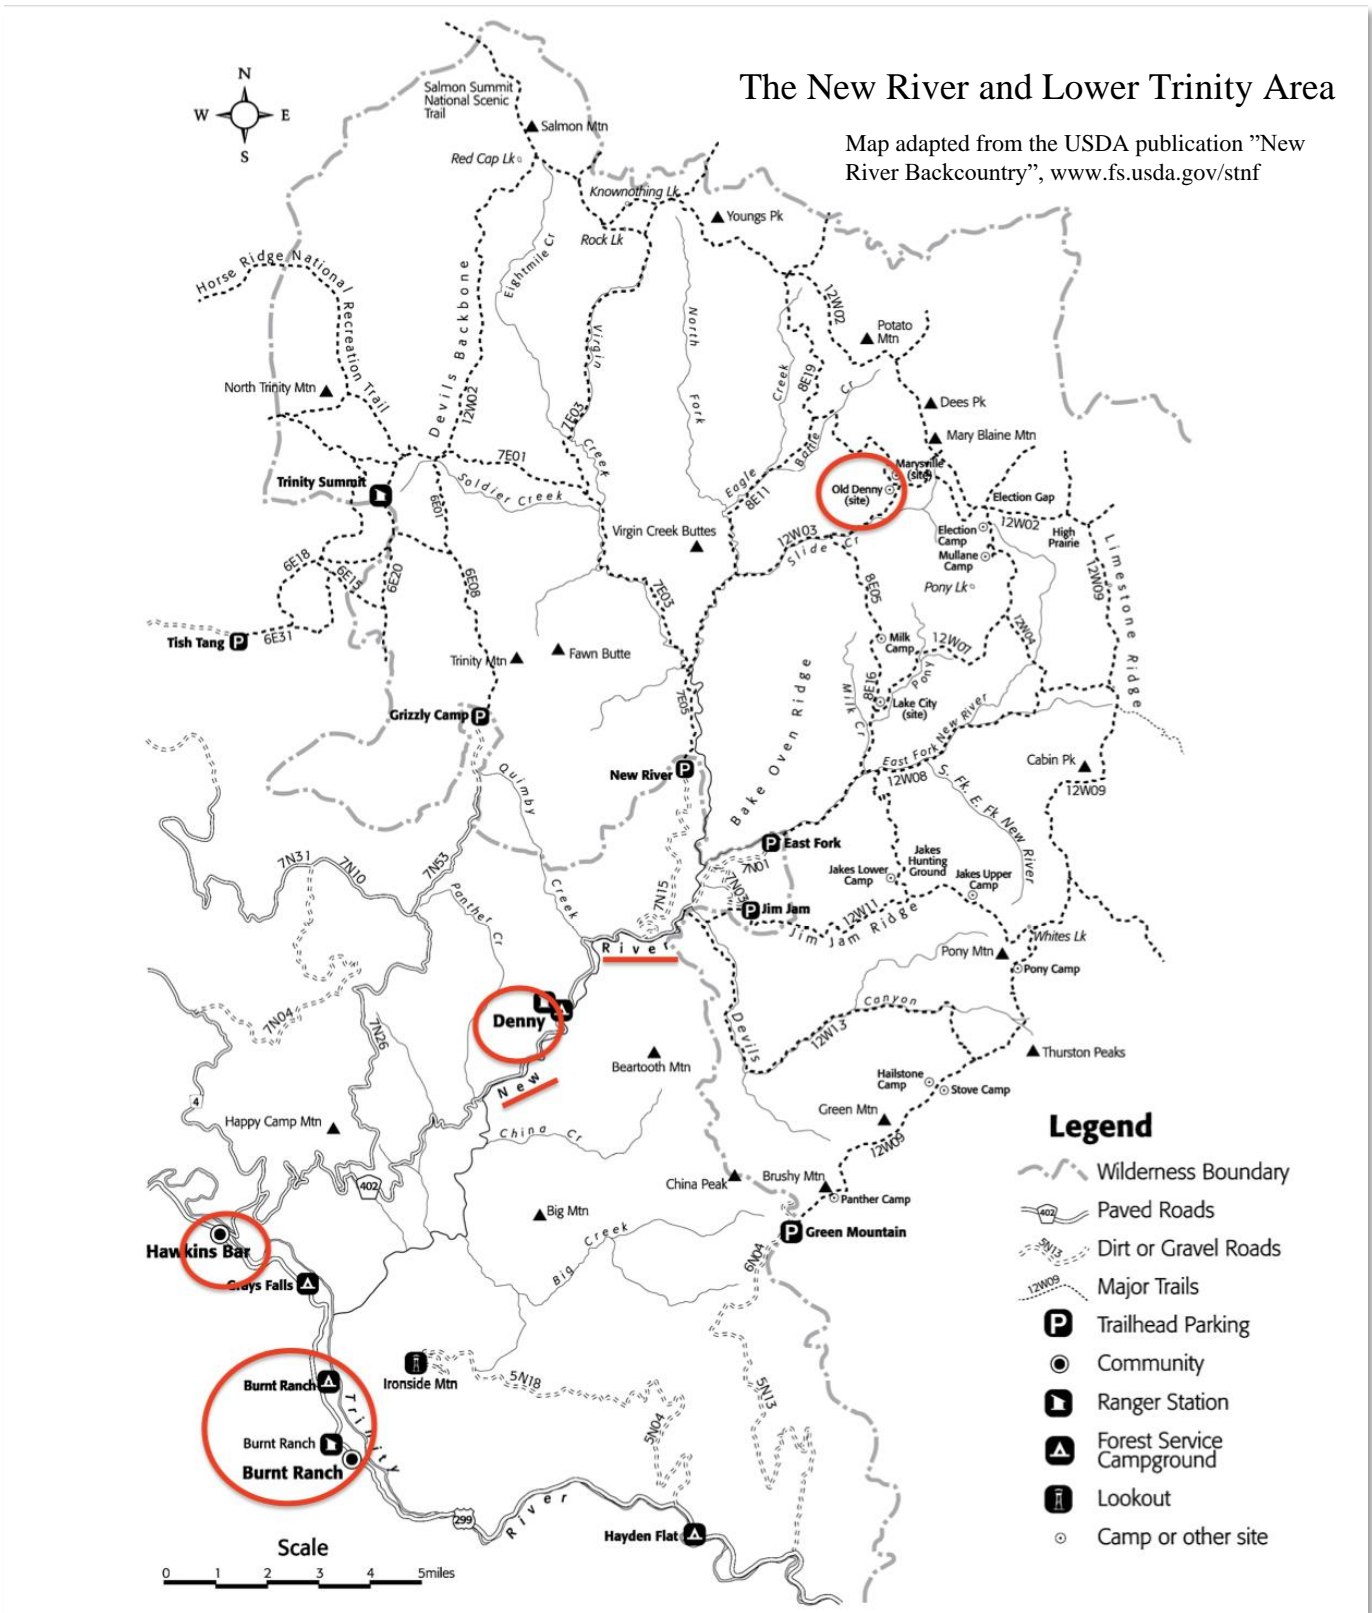 The New River and Lower Trinity Area
Map adapted from the USDA publication ”New
River Backcountry”, www.fs.usda.gov/stnf
N
W
E
S
Salmon Summit
National Scenic
Trail
Salmon Mtn
Red Cap Lk
Knownothing Lk
Youngs Pk
Rock Lk
Eightmile Cr
Horse Ridge National Recreation Trail
Devils Backbone
12W02
Virgin
Creek
7E03
North
Fork
12W02
Potato
Mtn
8E19
Creek
Eagle
8E11
Battle
Cr
Dees Pk
Mary Blaine Mtn
North Trinity Mtn
7E01
Soldier Creek
Trinity Summit
6E01
Marysville
(site)
Old Denny
(site)
Election Gap
12W02
Election
Camp
High
Prairie
Mullane
Camp
Virgin Creek Buttes
12W03
Slide Cr
6E18
6E15
6E20
6E08
7E03
8E05
Pony Lk
12W09
Limestone Ridge
Tish Tang
6E31
Trinity Mtn
Fawn Butte
Milk
Camp
12W07
12W04
Pony
7E05
Bake Oven Ridge
Milk Cr
8E16
Lake City
(site)
Grizzly Camp
East Fork New River
New River
12W08
Cabin Pk
12W09
Quimby
Creek
S. Fk. E. Fk New River
East Fork
7N01
7N03
7N31
7N10
7N53
Panther
Cr
7N15
Jakes
Hunting
Ground
Jakes Lower
Camp
Jakes Upper
Camp
Jim Jam
12W11
Jim Jam Ridge
River
Whites Lk
Pony Mtn
Pony Camp
Denny
7N04
7N26
Canyon
Devils
12W13
Thurston Peaks
New
Beartooth Mtn
Hailstone
Camp
Stove Camp
4
Happy Camp Mtn
China Cr
Green Mtn
12W09
402
China Peak
Brushy Mtn
Panther Camp
Big Mtn
Big Creek
Green Mountain
Hawkins Bar
Grays Falls
6N04
Ironside Mtn
5N18
5N13
5N04
Burnt Ranch
Burnt Ranch
Burnt Ranch
Trinity
River
299
Hayden Flat
Scale
0 1 2 3 4 5miles
Legend
Wilderness Boundary
402
Paved Roads
5N13
Dirt or Gravel Roads
12W09
Major Trails
P
Trailhead Parking
Community
Ranger Station
Forest Service
Campground
Lookout
Camp or other site